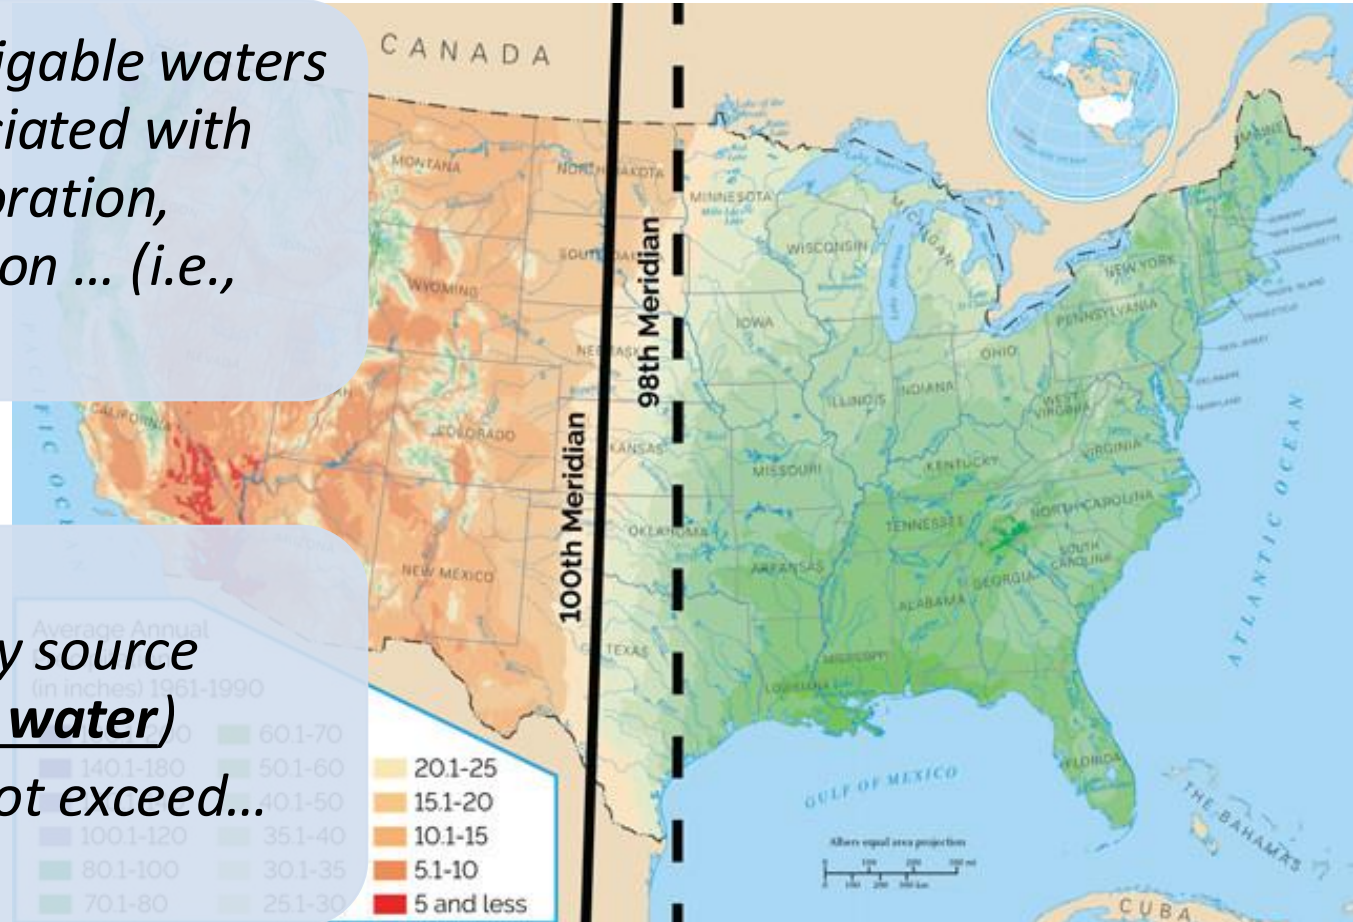 igable waters
ciated with
oration,
on ... (i.e.,
y source
water)
ot exceed...
CANADA
MONTANA
NORTH DAKOTA
MINNESOTA
SOUTH DAKOTA
WISCONSIN
MICHIGAN
Lake Superior
Lake Michigan
WYOMING
IOWA
NEBRASKA
NEW YORK
PENNSYLVANIA
MAINE
OHIO
INDIANA
ILLINOIS
WEST
VIRGINIA
VIRGINIA
CALIFORNIA
COLORADO
KANSAS
MISSOURI
KENTUCKY
NORTH CAROLINA
TENNESSEE
SOUTH
CAROLINA
OKLAHOMA
ARKANSAS
NEW MEXICO
GEORGIA
ALABAMA
MISSISSIPPI
TEXAS
LOUISIANA
FLORIDA
98th Meridian
100th Meridian
ATLANTIC OCEAN
GULF OF MEXICO
THE BAHAMAS
CUBA
Albers equal area projection
Average Annual
(in inches) 1961-1990
140.1-180
100.1-120
80.1-100
70.1-80
60.1-70
50.1-60
40.1-50
35.1-40
30.1-35
25.1-30
20.1-25
15.1-20
10.1-15
5.1-10
5 and less